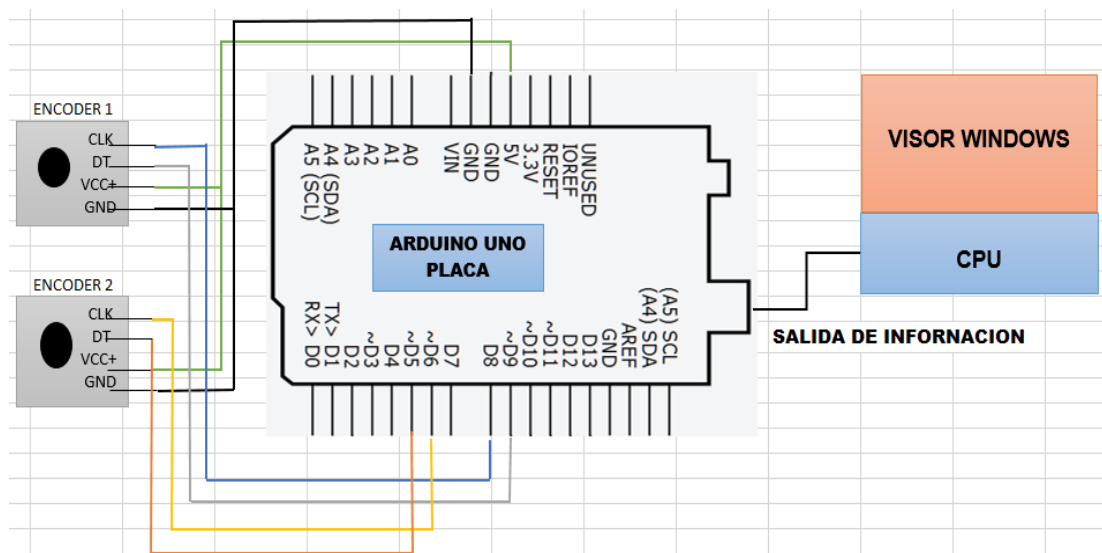 ENCODER 1
CLK
DT
VCC+
GND
ENCODER 2
CLK
DT
VCC+
GND
A5 (SCL)
A4 (SDA)
A3
A2
A1
A0
VIN
GND
GND
5V
3.3V
RESET
IOREF
UNUSED
ARDUINO UNO
PLACA
RX> D0
TX> D1
D2
~D3
D4
~D5
~D6
D7
D8
~D9
~D10
~D11
D12
D13
GND
AREF
(A4) SDA
(A5) SCL
VISOR WINDOWS
CPU
SALIDA DE INFORNACION